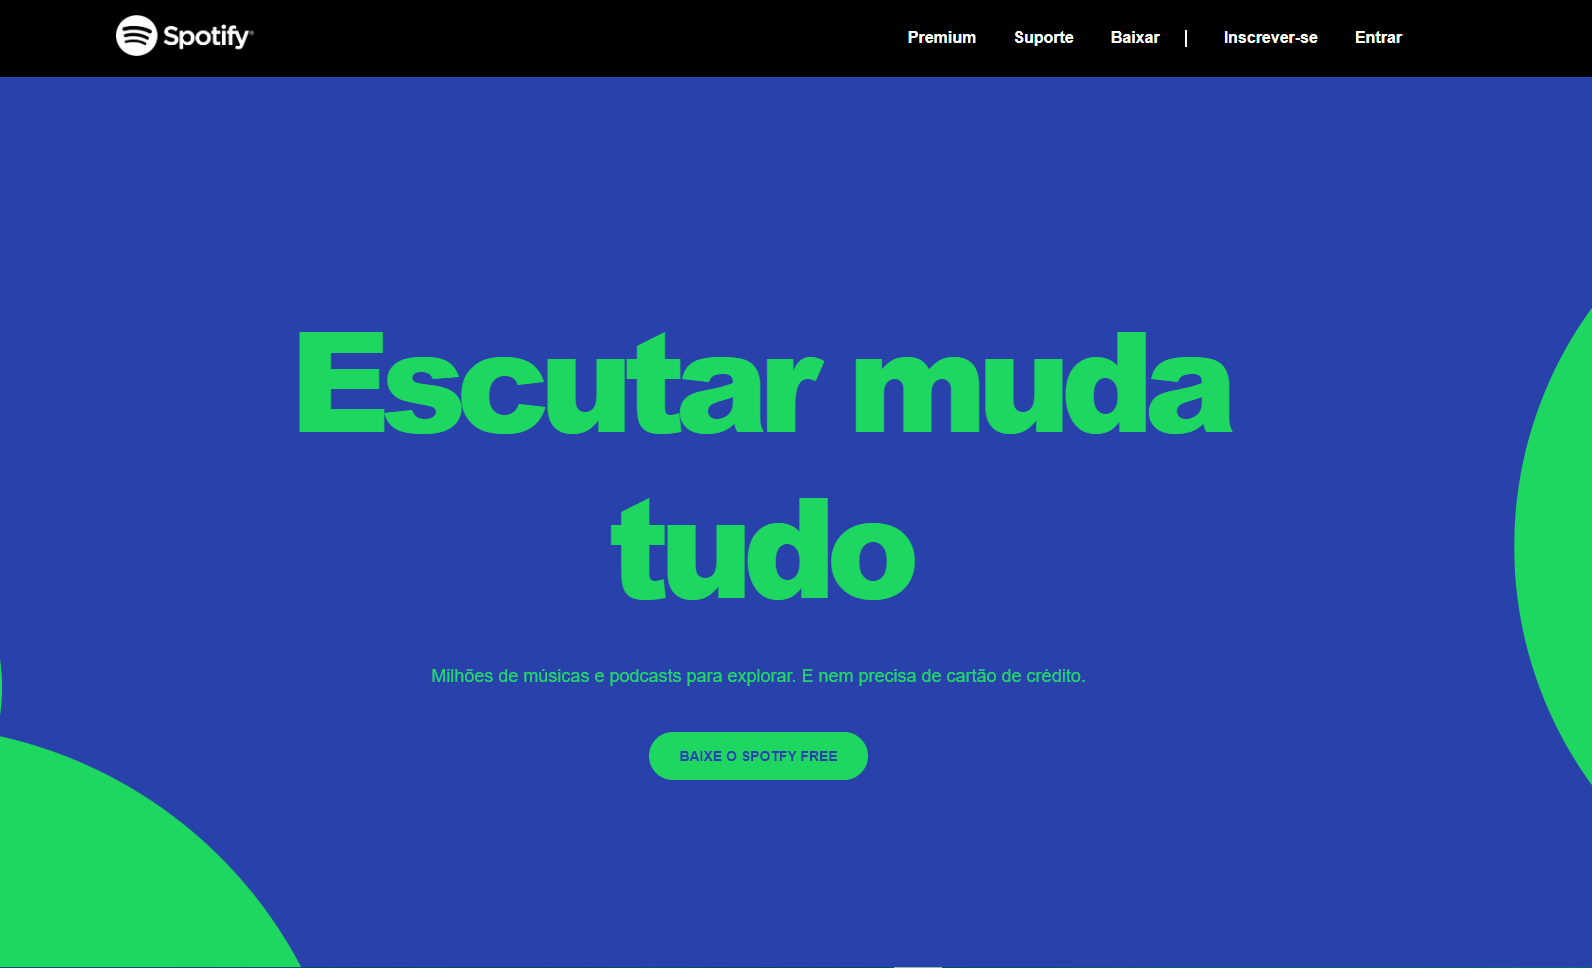 Spotify®
Premium Suporte Baixar | Inscrever-se Entrar
Escutar muda
tudo
Milhões de músicas e podcasts para explorar. E nem precisa de cartão de crédito.
BAIXE O SPOTFY FREE